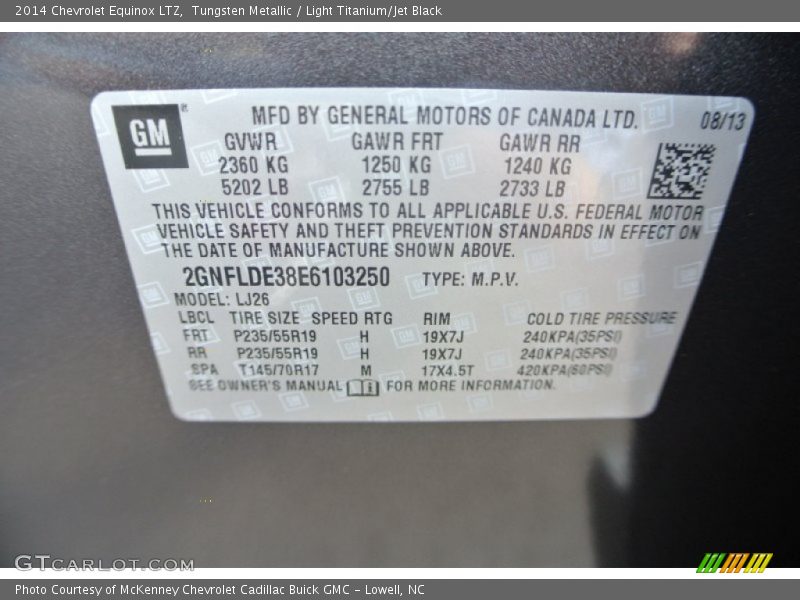 2014 Chevrolet Equinox LTZ, Tungsten Metallic / Light Titanium/Jet Black
GM®
MFD BY GENERAL MOTORS OF CANADA LTD. 08/13
GVWR GAWR FRT GAWR RR
2360 KG 1250 KG 1240 KG
5202 LB 2755 LB 2733 LB
THIS VEHICLE CONFORMS TO ALL APPLICABLE U.S. FEDERAL MOTOR
VEHICLE SAFETY AND THEFT PREVENTION STANDARDS IN EFFECT ON
THE DATE OF MANUFACTURE SHOWN ABOVE.
2GNFLDE38E6103250 TYPE: M.P.V.
MODEL: LJ26
LBCL TIRE SIZE SPEED RTG RIM COLD TIRE PRESSURE
FRT P235/55R19 H 19X7J 240KPA(35PSI)
RR P235/55R19 H 19X7J 240KPA(35PSI)
SPA T145/70R17 M 17X4.5T 420KPA(60PSI)
SEE OWNER'S MANUAL FOR MORE INFORMATION.
GTCARLOT.COM
Photo Courtesy of McKenney Chevrolet Cadillac Buick GMC - Lowell, NC